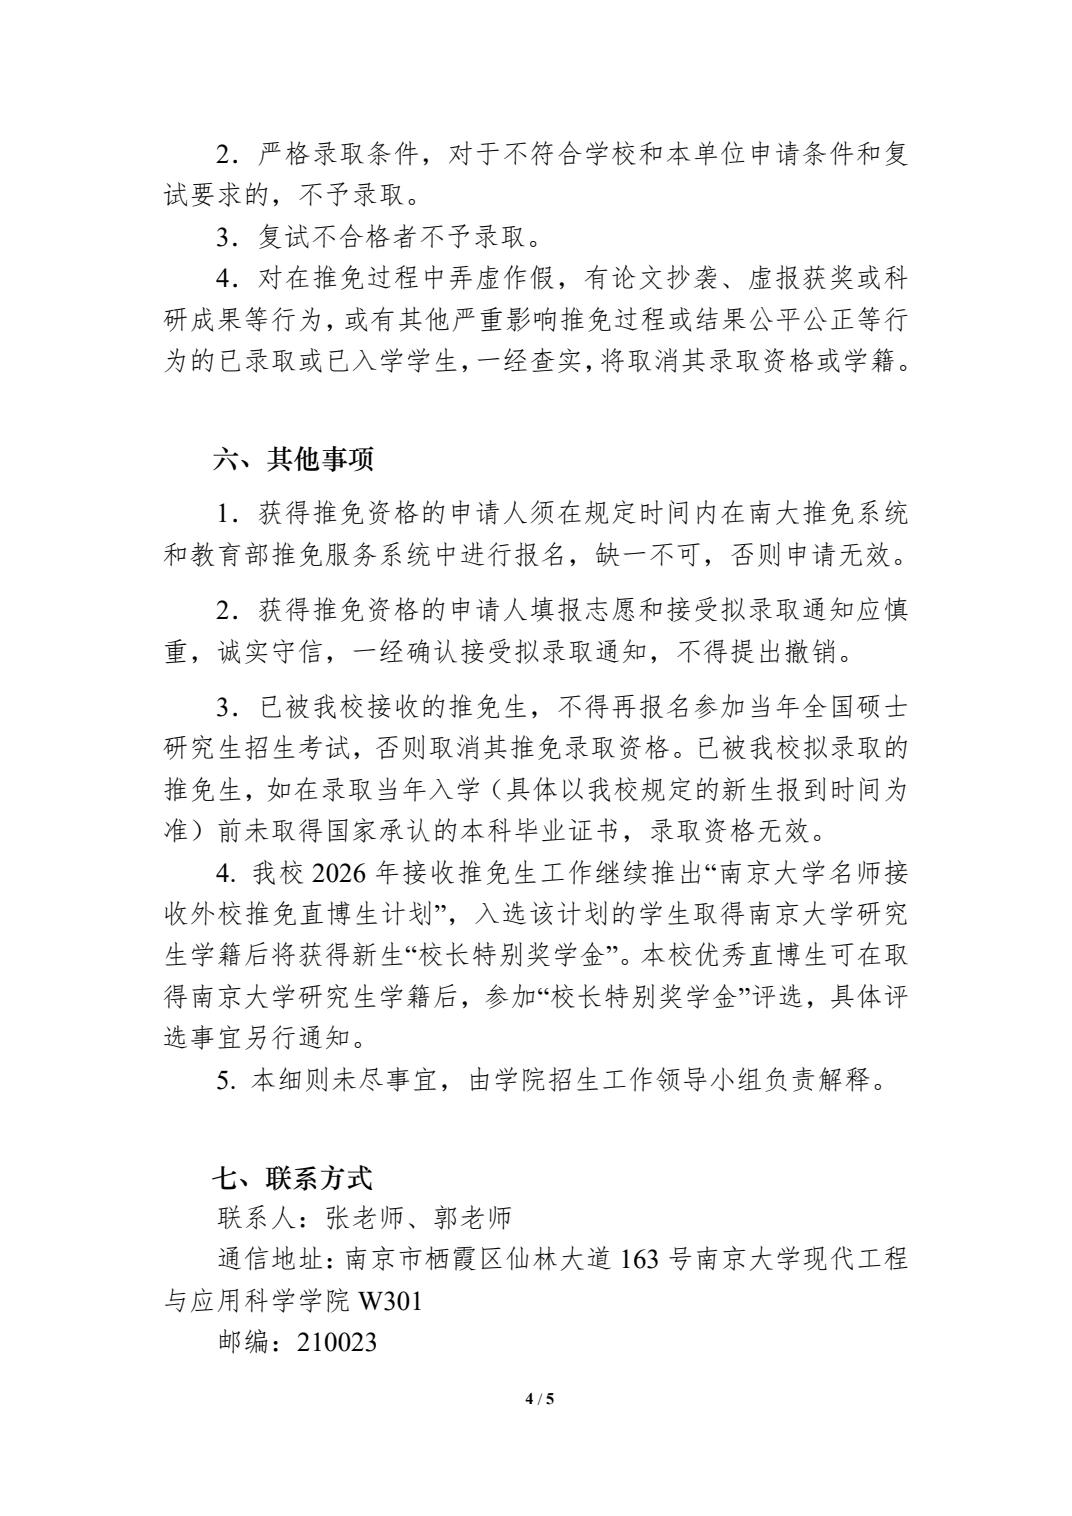 2．严格录取条件，对于不符合学校和本单位申请条件和复
试要求的，不予录取。
3．复试不合格者不予录取。
4．对在推免过程中弄虚作假，有论文抄袭、虚报获奖或科
研成果等行为，或有其他严重影响推免过程或结果公平公正等行
为的已录取或已入学学生，一经查实，将取消其录取资格或学籍。
六、其他事项
1．获得推免资格的申请人须在规定时间内在南大推免系统
和教育部推免服务系统中进行报名，缺一不可，否则申请无效。
2．获得推免资格的申请人填报志愿和接受拟录取通知应慎
重，诚实守信，一经确认接受拟录取通知，不得提出撤销。
3．已被我校接收的推免生，不得再报名参加当年全国硕士
研究生招生考试，否则取消其推免录取资格。已被我校拟录取的
推免生，如在录取当年入学（具体以我校规定的新生报到时间为
准）前未取得国家承认的本科毕业证书，录取资格无效。
4. 我校 2026 年接收推免生工作继续推出“南京大学名师接
收外校推免直博生计划”，入选该计划的学生取得南京大学研究
生学籍后将获得新生“校长特别奖学金”。本校优秀直博生可在取
得南京大学研究生学籍后，参加“校长特别奖学金”评选，具体评
选事宜另行通知。
5. 本细则未尽事宜，由学院招生工作领导小组负责解释。
七、联系方式
联系人：张老师、郭老师
通信地址：南京市栖霞区仙林大道 163 号南京大学现代工程
与应用科学学院 W301
邮编：210023
4 / 5